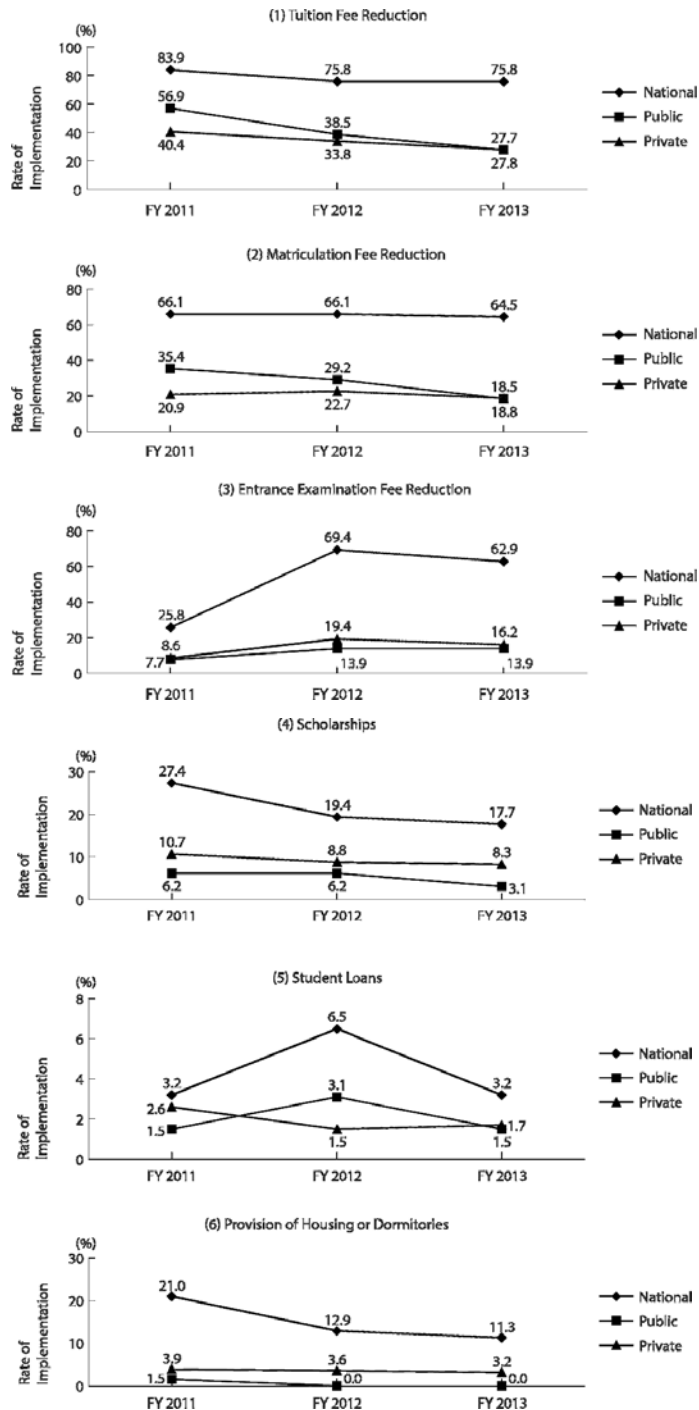 (1) Tuition Fee Reduction
(%)
100
80
60
40
20
0
Rate of
Implementation
83.9
75.8
75.8
56.9
38.5
27.7
40.4
33.8
27.8
FY 2011
FY 2012
FY 2013
National
Public
Private
(2) Matriculation Fee Reduction
(%)
80
60
40
20
0
Rate of
Implementation
66.1
66.1
64.5
35.4
29.2
18.5
20.9
22.7
18.8
FY 2011
FY 2012
FY 2013
National
Public
Private
(3) Entrance Examination Fee Reduction
(%)
80
60
40
20
0
Rate of
Implementation
25.8
69.4
62.9
8.6
19.4
16.2
7.7
13.9
13.9
FY 2011
FY 2012
FY 2013
National
Public
Private
(4) Scholarships
(%)
30
20
10
0
Rate of
Implementation
27.4
19.4
17.7
10.7
8.8
8.3
6.2
6.2
3.1
FY 2011
FY 2012
FY 2013
National
Public
Private
(5) Student Loans
(%)
8
6
4
2
0
Rate of
Implementation
3.2
6.5
3.2
2.6
3.1
1.7
1.5
1.5
1.5
FY 2011
FY 2012
FY 2013
National
Public
Private
(6) Provision of Housing or Dormitories
(%)
30
20
10
0
Rate of
Implementation
21.0
12.9
11.3
3.9
3.6
3.2
1.5
0.0
0.0
FY 2011
FY 2012
FY 2013
National
Public
Private